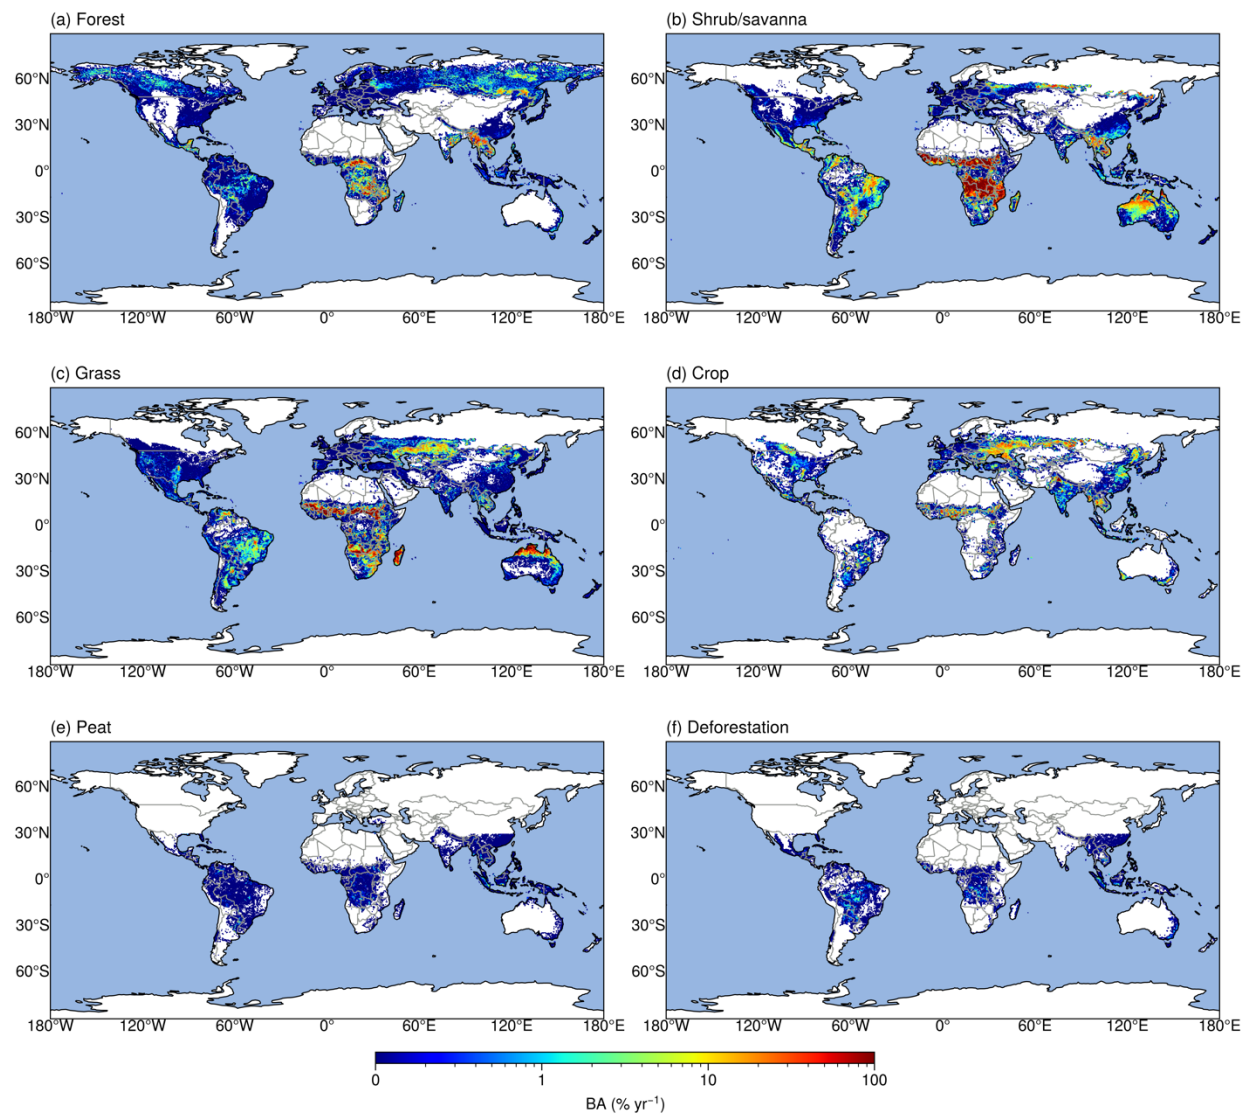 (a) Forest
(b) Shrub/savanna
60°N
30°N
0°
30°S
60°S
180°W 120°W 60°W 0° 60°E 120°E 180°E
60°N
30°N
0°
30°S
60°S
180°W 120°W 60°W 0° 60°E 120°E 180°E
(c) Grass
(d) Crop
60°N
30°N
0°
30°S
60°S
180°W 120°W 60°W 0° 60°E 120°E 180°E
60°N
30°N
0°
30°S
60°S
180°W 120°W 60°W 0° 60°E 120°E 180°E
(e) Peat
(f) Deforestation
60°N
30°N
0°
30°S
60°S
180°W 120°W 60°W 0° 60°E 120°E 180°E
60°N
30°N
0°
30°S
60°S
180°W 120°W 60°W 0° 60°E 120°E 180°E
0 1 10 100
BA (% yr⁻¹)